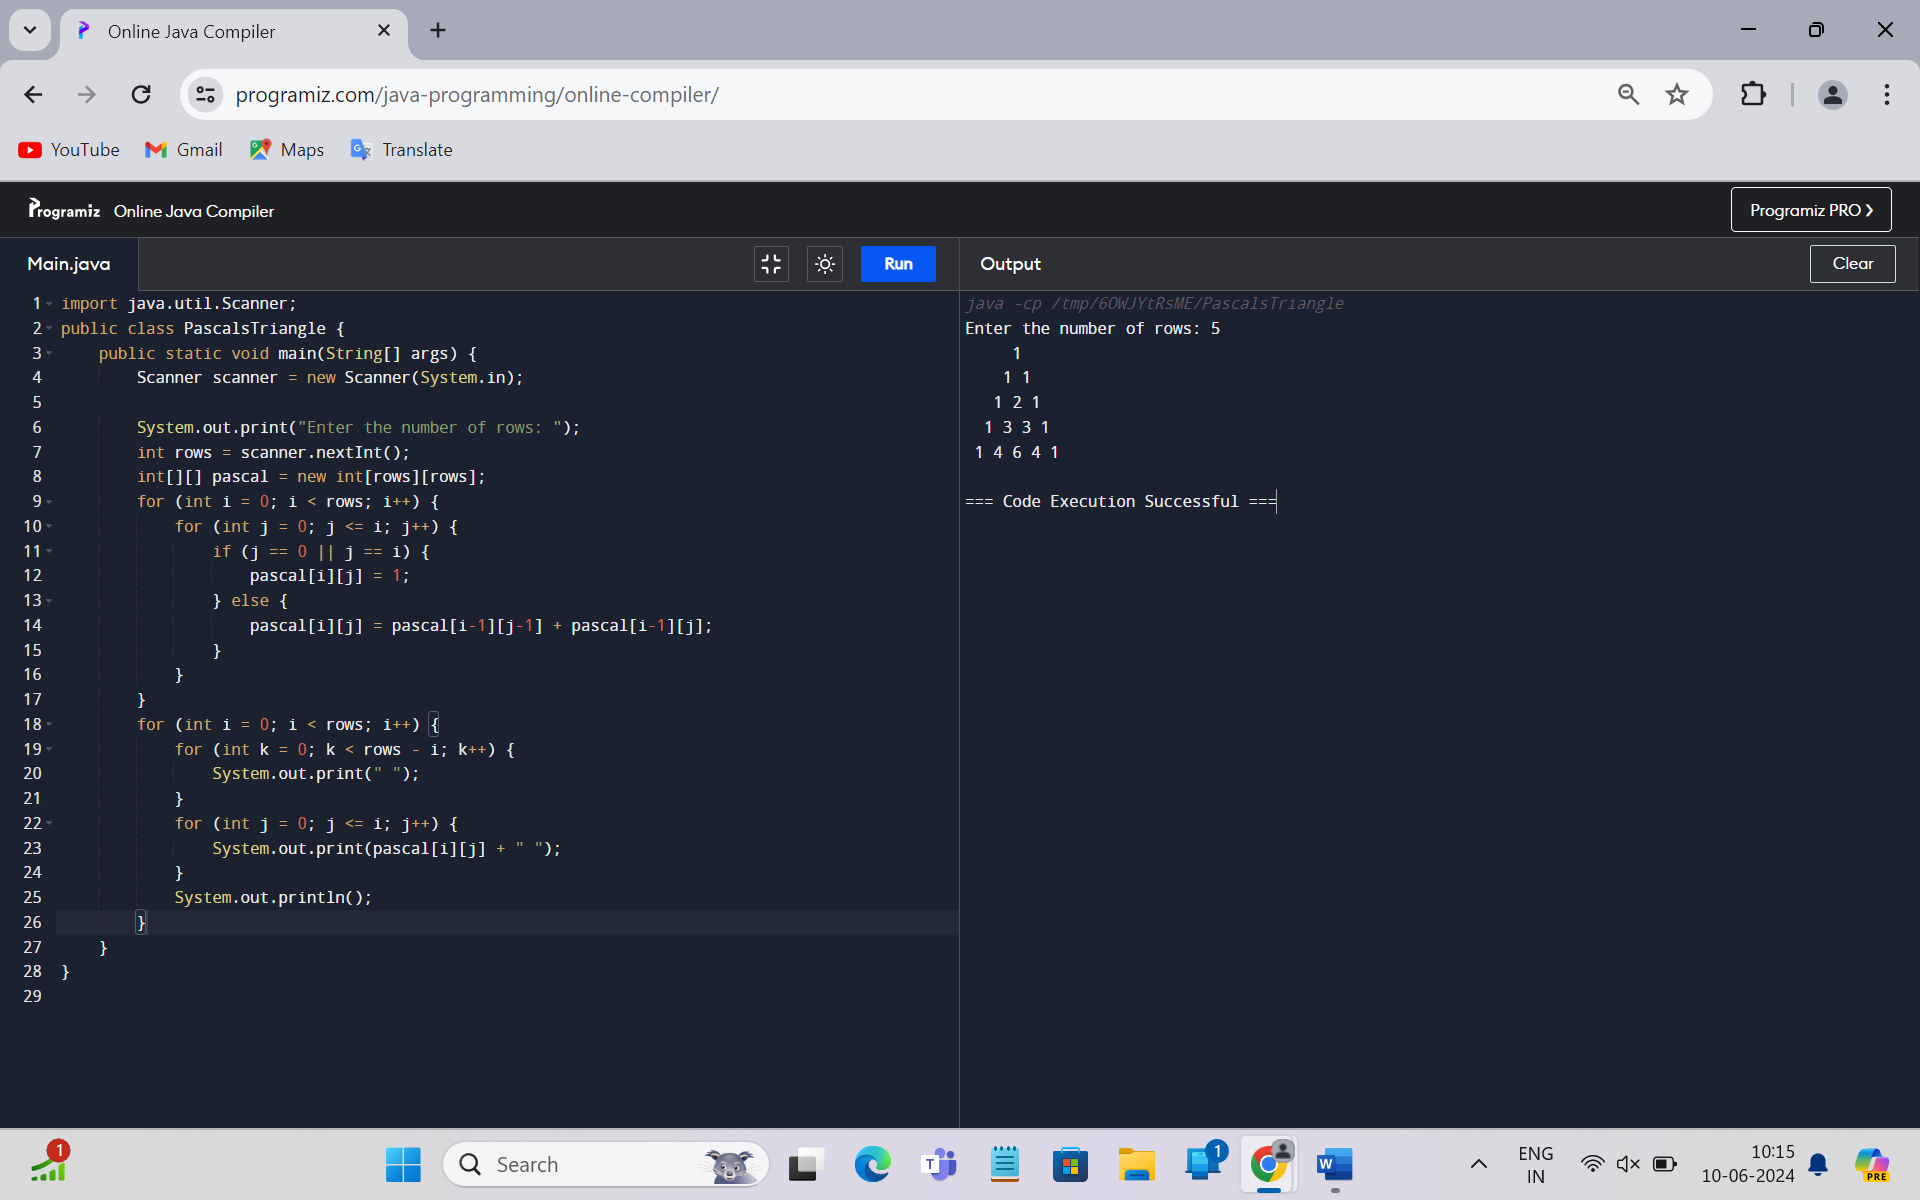 Online Java Compiler
programiz.com/java-programming/online-compiler/
YouTube Gmail Maps Translate
Programiz Online Java Compiler Programiz PRO ❯
Main.java Run Output Clear
1 import java.util.Scanner;
2 public class PascalsTriangle {
3     public static void main(String[] args) {
4         Scanner scanner = new Scanner(System.in);
5
6         System.out.print("Enter the number of rows: ");
7         int rows = scanner.nextInt();
8         int[][] pascal = new int[rows][rows];
9         for (int i = 0; i < rows; i++) {
10             for (int j = 0; j <= i; j++) {
11                 if (j == 0 || j == i) {
12                     pascal[i][j] = 1;
13                 } else {
14                     pascal[i][j] = pascal[i-1][j-1] + pascal[i-1][j];
15                 }
16             }
17         }
18         for (int i = 0; i < rows; i++) {
19             for (int k = 0; k < rows - i; k++) {
20                 System.out.print(" ");
21             }
22             for (int j = 0; j <= i; j++) {
23                 System.out.print(pascal[i][j] + " ");
24             }
25             System.out.println();
26         }
27     }
28 }
29
java -cp /tmp/6OWJYtRsME/PascalsTriangle
Enter the number of rows: 5
     1
    1 1
   1 2 1
  1 3 3 1
 1 4 6 4 1
=== Code Execution Successful ===
1 Search T 1 W ENG 10:15
IN 10-06-2024 PRE